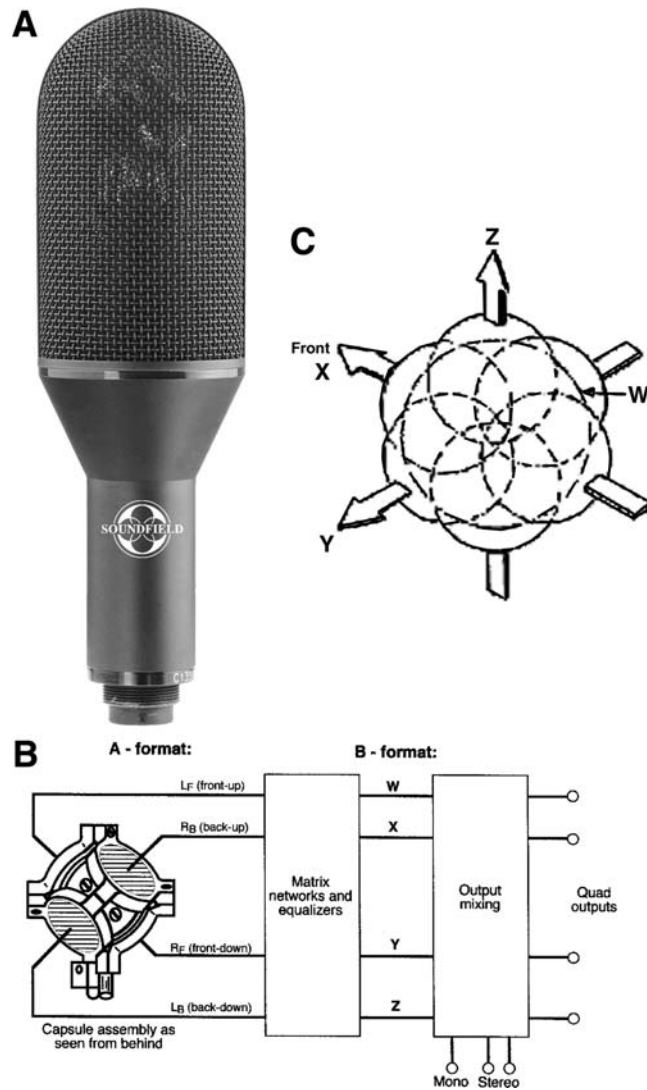 A
SOUNDFIELD
C
Z
Front
X
W
Y
B
A - format:
B - format:
LF (front-up)
W
RB (back-up)
X
Matrix
networks and
equalizers
Output
mixing
Quad
outputs
RF (front-down)
Y
LB (back-down)
Z
Capsule assembly as
seen from behind
Mono
Stereo